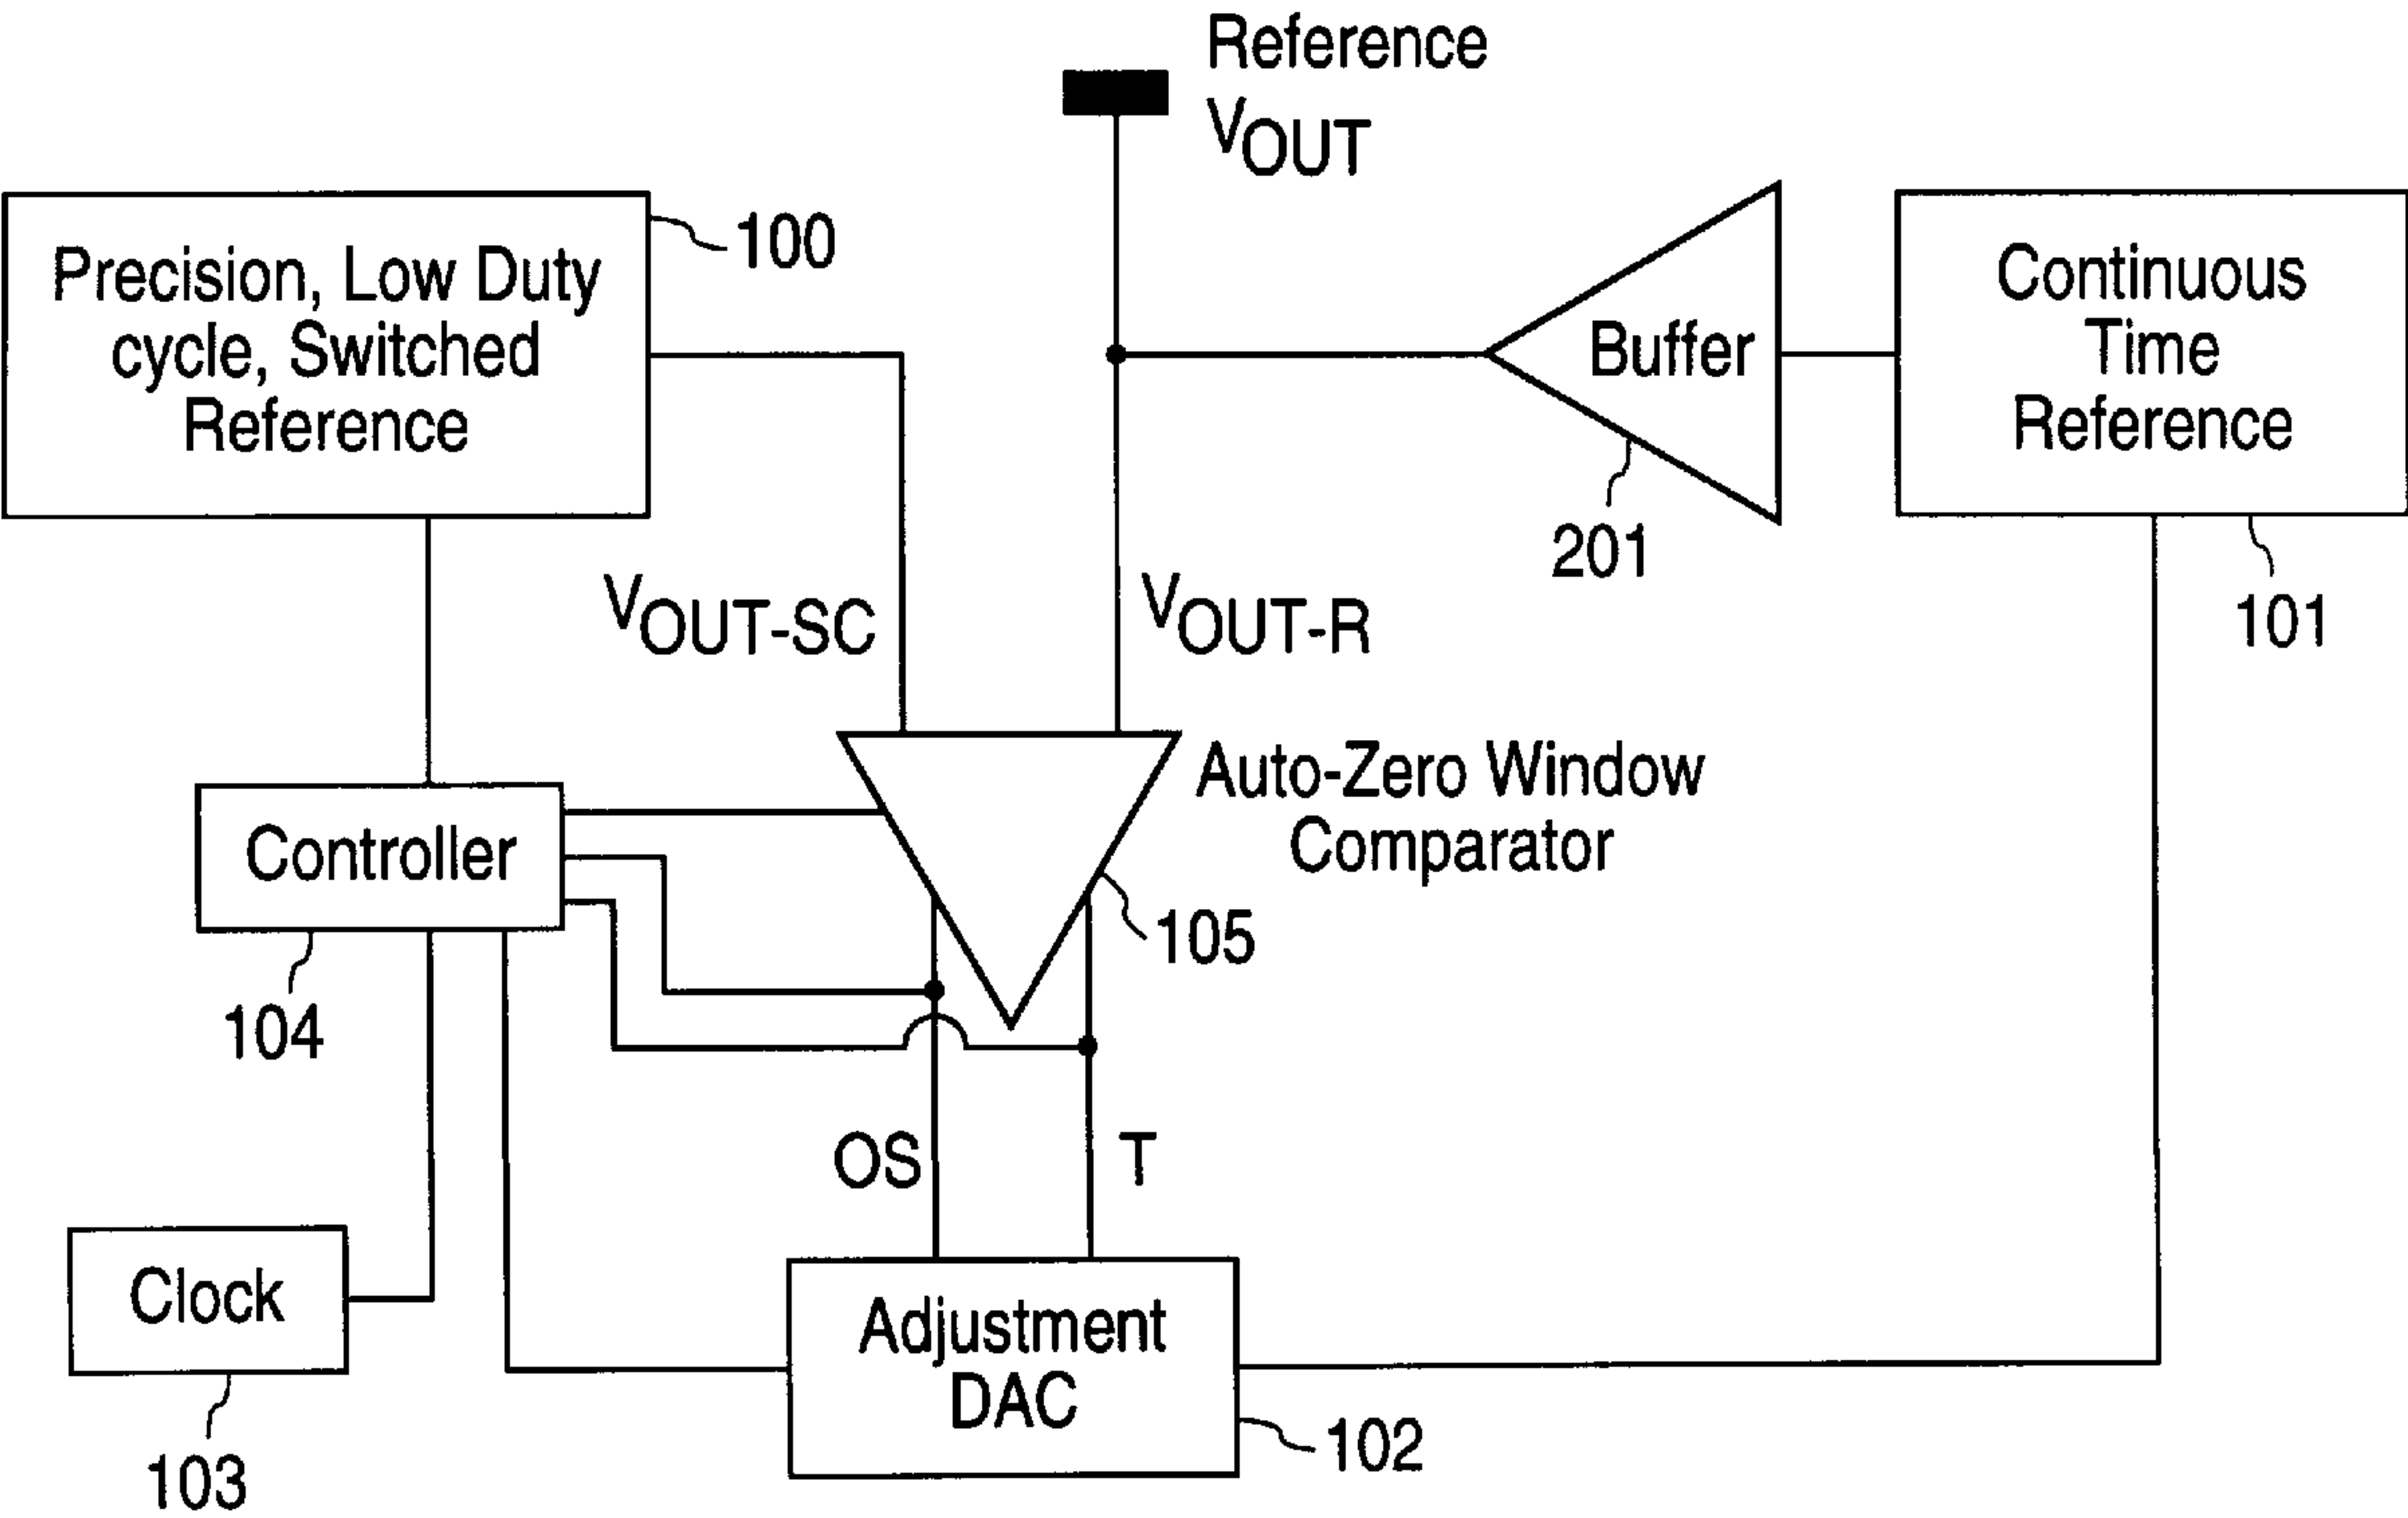 Reference
VOUT
100
Precision, Low Duty
cycle, Switched
Reference
Buffer
201
Continuous
Time
Reference
101
VOUT-SC
VOUT-R
Auto-Zero Window
Comparator
105
Controller
104
OS
T
Clock
103
Adjustment
DAC
102